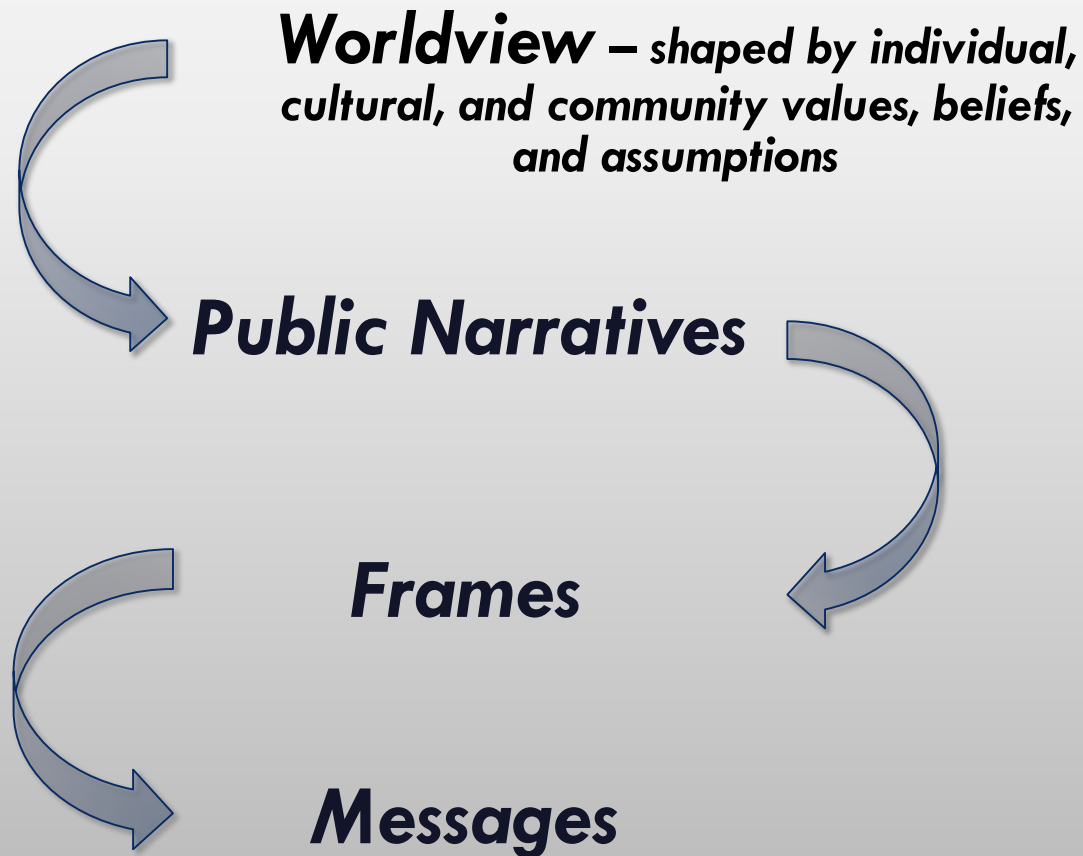 Worldview – shaped by individual,
cultural, and community values, beliefs,
and assumptions
Public Narratives
Frames
Messages